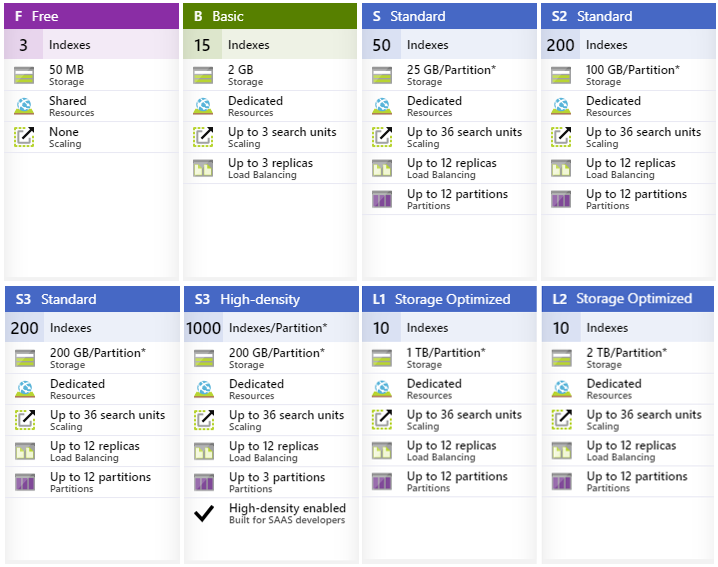 F Free
3 Indexes
50 MB
Storage
Shared
Resources
None
Scaling
B Basic
15 Indexes
2 GB
Storage
Dedicated
Resources
Up to 3 search units
Scaling
Up to 3 replicas
Load Balancing
S Standard
50 Indexes
25 GB/Partition*
Storage
Dedicated
Resources
Up to 36 search units
Scaling
Up to 12 replicas
Load Balancing
Up to 12 partitions
Partitions
S2 Standard
200 Indexes
100 GB/Partition*
Storage
Dedicated
Resources
Up to 36 search units
Scaling
Up to 12 replicas
Load Balancing
Up to 12 partitions
Partitions
S3 Standard
200 Indexes
200 GB/Partition*
Storage
Dedicated
Resources
Up to 36 search units
Scaling
Up to 12 replicas
Load Balancing
Up to 12 partitions
Partitions
S3 High-density
1000 Indexes/Partition*
200 GB/Partition*
Storage
Dedicated
Resources
Up to 36 search units
Scaling
Up to 12 replicas
Load Balancing
Up to 3 partitions
Partitions
High-density enabled
Built for SAAS developers
L1 Storage Optimized
10 Indexes
1 TB/Partition*
Storage
Dedicated
Resources
Up to 36 search units
Scaling
Up to 12 replicas
Load Balancing
Up to 12 partitions
Partitions
L2 Storage Optimized
10 Indexes
2 TB/Partition*
Storage
Dedicated
Resources
Up to 36 search units
Scaling
Up to 12 replicas
Load Balancing
Up to 12 partitions
Partitions